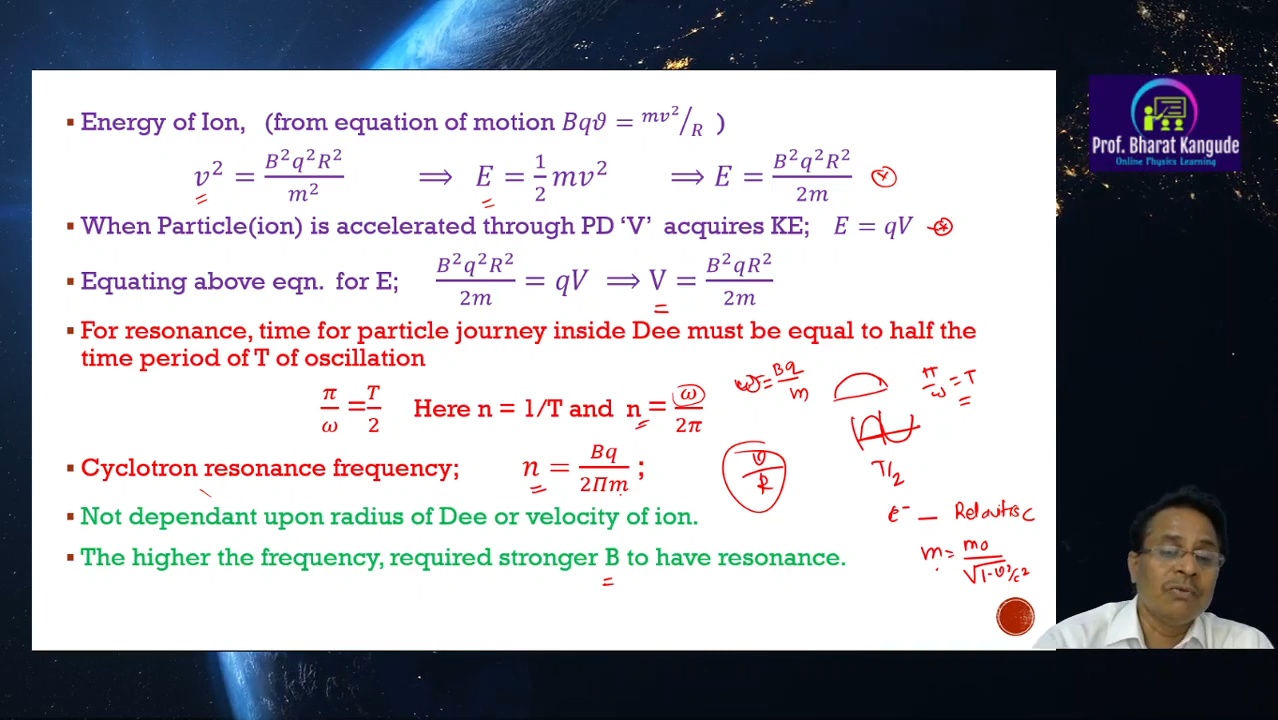 ▪ Energy of Ion, (from equation of motion 𝐵𝑞𝜗 = 𝑚𝑣²/R )
𝑣² = B²q²R²/m² ⟹ E = 1/2 mv² ⟹ E = B²q²R²/2m
▪ When Particle(ion) is accelerated through PD ‘V’ acquires KE; E = qV
▪ Equating above eqn. for E; B²q²R²/2m = qV ⟹ V = B²qR²/2m
▪ For resonance, time for particle journey inside Dee must be equal to half the
time period of T of oscillation
π/ω = T/2 Here n = 1/T and n = ω/2π
ω = Bq/m
π/ω = T
T/2
▪ Cyclotron resonance frequency; n = Bq/2Πm ;
v/R
▪ Not dependant upon radius of Dee or velocity of ion.
e⁻ —
▪ The higher the frequency, required stronger B to have resonance.
m = m₀/√1-v²/c²
Prof. Bharat Kangude
Online Physics Learning